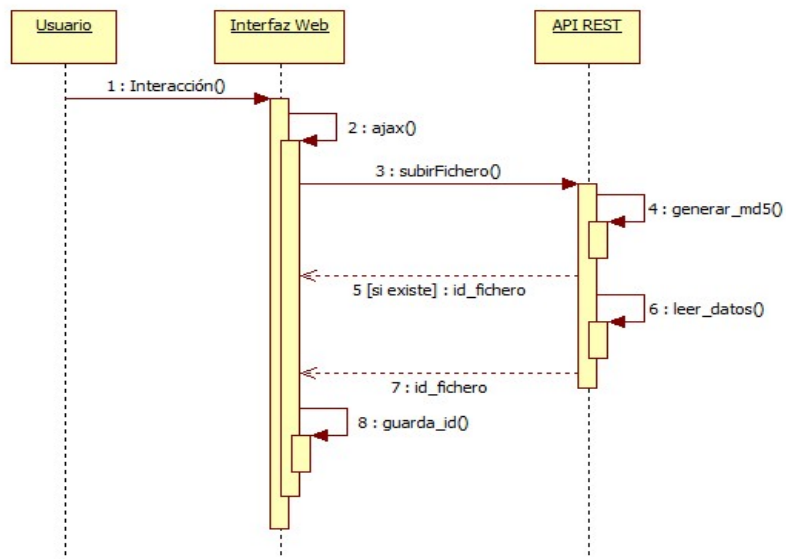 Usuario
Interfaz Web
API REST
1 : Interacción()
2 : ajax()
3 : subirFichero()
4 : generar_md5()
5 [si existe] : id_fichero
6 : leer_datos()
7 : id_fichero
8 : guarda_id()